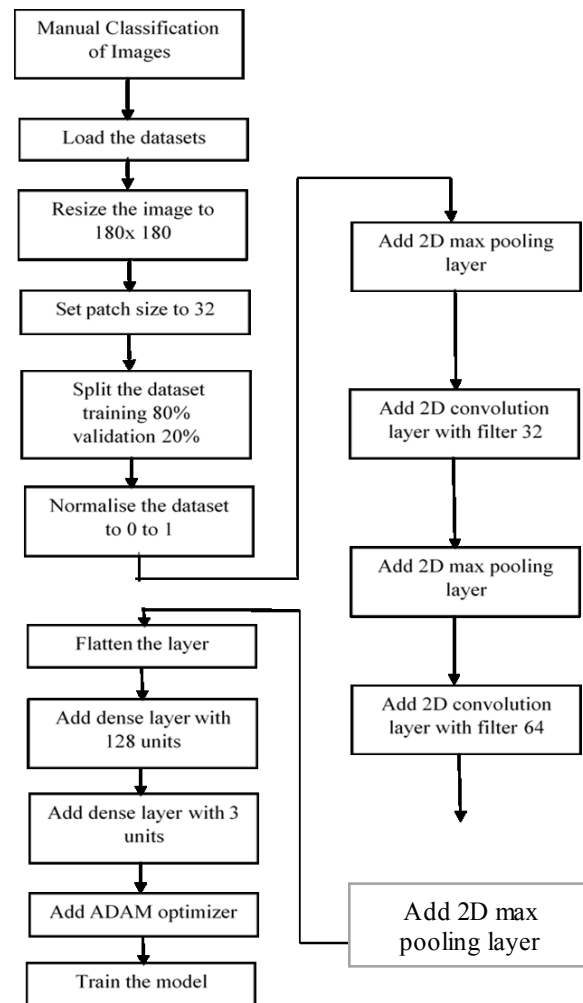 Manual Classification
of Images
Load the datasets
Resize the image to
180x 180
Set patch size to 32
Split the dataset
training 80%
validation 20%
Normalise the dataset
to 0 to 1
Add 2D max pooling
layer
Add 2D convolution
layer with filter 32
Add 2D max pooling
layer
Add 2D convolution
layer with filter 64
Add 2D max
pooling layer
Flatten the layer
Add dense layer with
128 units
Add dense layer with 3
units
Add ADAM optimizer
Train the model